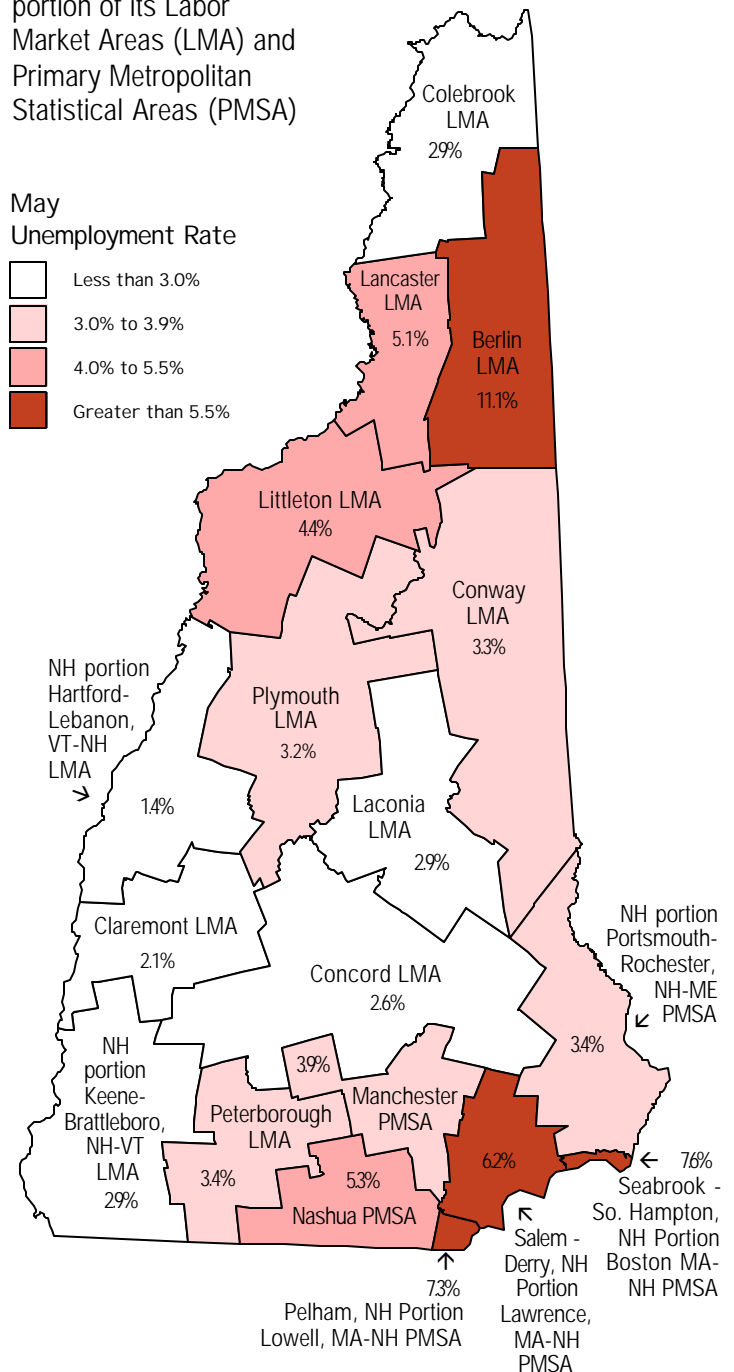 portion of its Labor
Market Areas (LMA) and
Primary Metropolitan
Statistical Areas (PMSA)
May
Unemployment Rate
Less than 3.0%
3.0% to 3.9%
4.0% to 5.5%
Greater than 5.5%
Colebrook
LMA
2.9%
Lancaster
LMA
5.1%
Berlin
LMA
11.1%
Littleton LMA
4.4%
Conway
LMA
3.3%
NH portion
Hartford-
Lebanon,
VT-NH
LMA
1.4%
Plymouth
LMA
3.2%
Laconia
LMA
2.9%
Claremont LMA
2.1%
Concord LMA
2.6%
NH portion
Portsmouth-
Rochester,
NH-ME
PMSA
3.4%
NH
portion
Keene-
Brattleboro,
NH-VT
LMA
2.9%
Peterborough
LMA
3.4%
3.9%
Manchester
PMSA
5.3%
Nashua PMSA
6.2%
7.6%
Seabrook -
So. Hampton,
NH Portion
Boston MA-
NH PMSA
Salem -
Derry, NH
Portion
Lawrence,
MA-NH
PMSA
7.3%
Pelham, NH Portion
Lowell, MA-NH PMSA